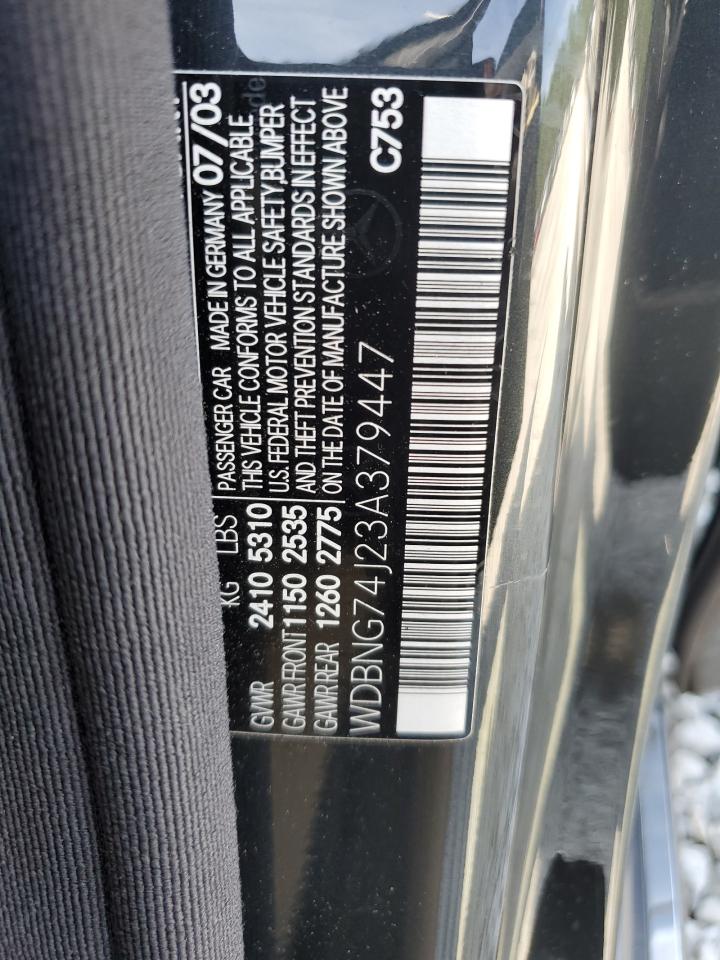 PASSENGER CAR MADE IN GERMANY 07/03
THIS VEHICLE CONFORMS TO ALL APPLICABLE
U.S. FEDERAL MOTOR VEHICLE SAFETY,BUMPER
AND THEFT PREVENTION STANDARDS IN EFFECT
ON THE DATE OF MANUFACTURE SHOWN ABOVE
KG LBS
GVWR 2410 5310
GAWR FRONT 1150 2535
GAWR REAR 1260 2775
WDBNG74J23A379447 C753